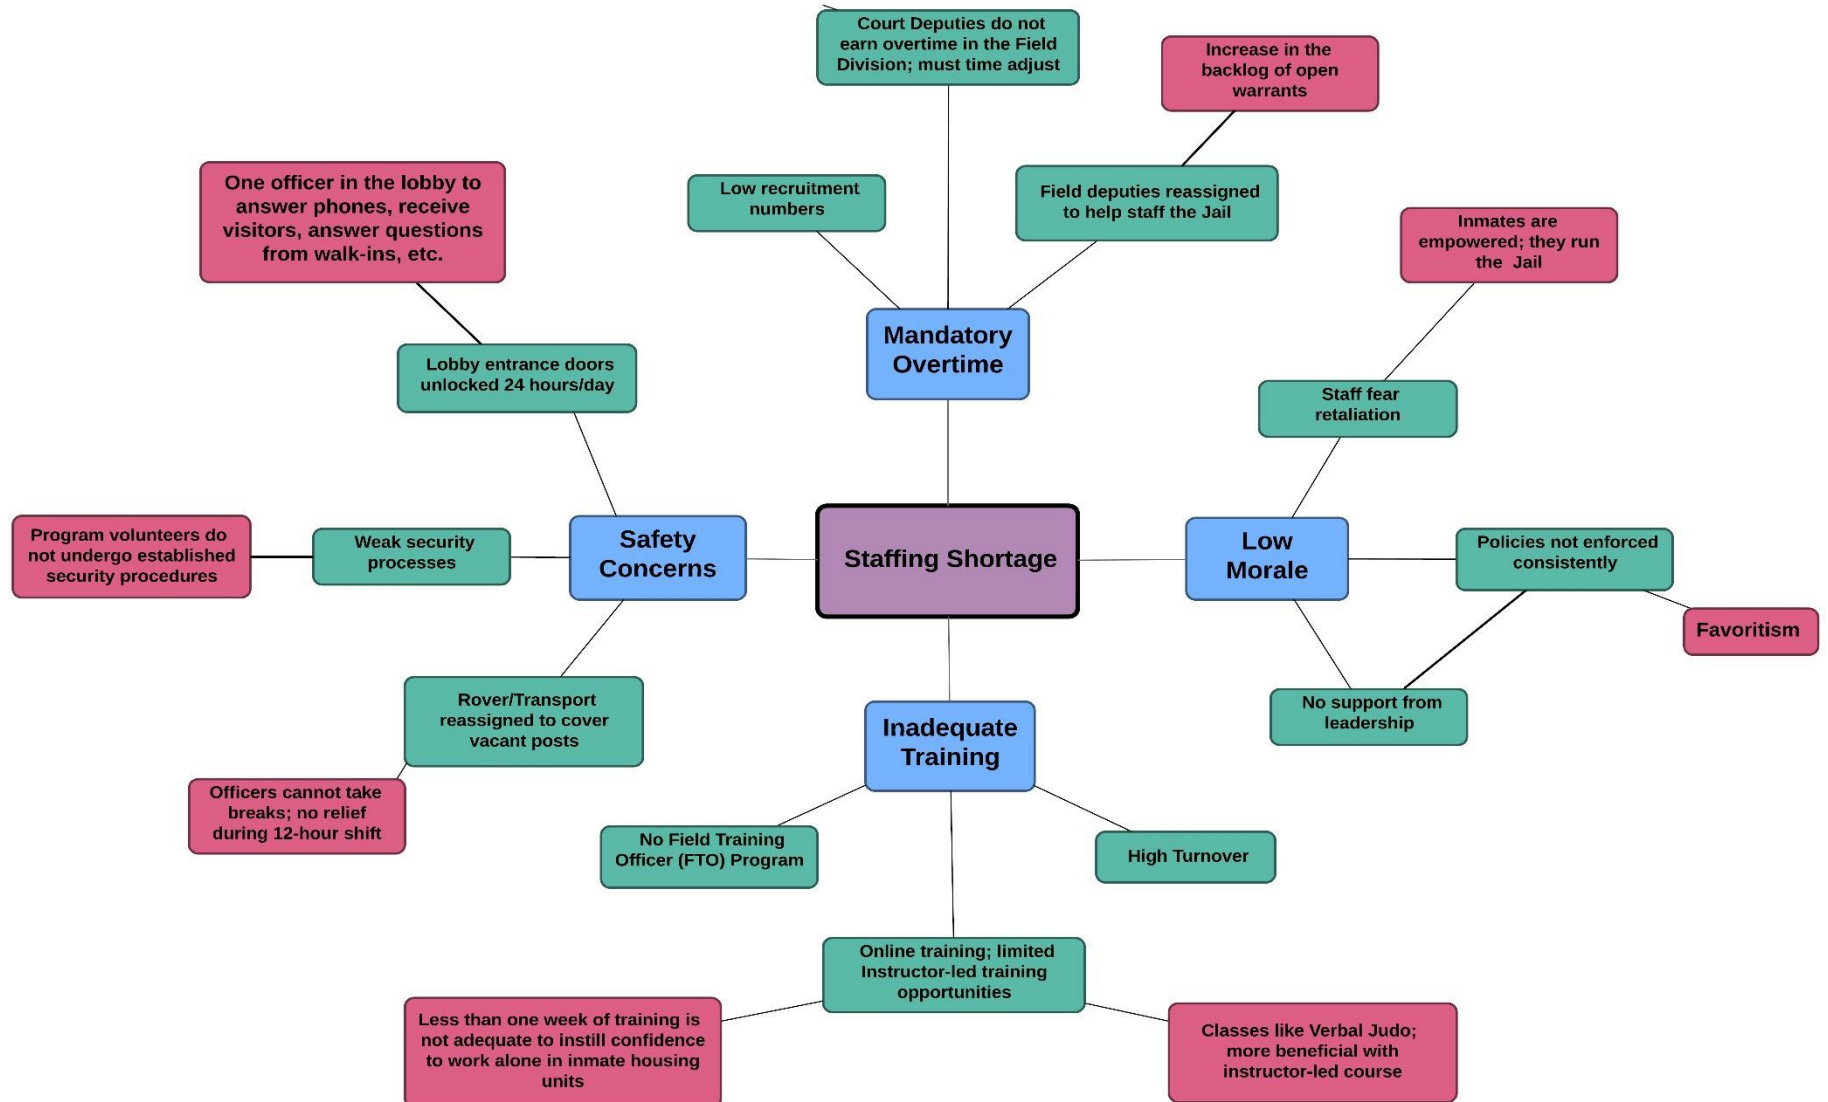 Court Deputies do not
earn overtime in the Field
Division; must time adjust
Increase in the
backlog of open
warrants
One officer in the lobby to
answer phones, receive
visitors, answer questions
from walk-ins, etc.
Low recruitment
numbers
Field deputies reassigned
to help staff the Jail
Inmates are
empowered; they run
the Jail
Mandatory
Overtime
Lobby entrance doors
unlocked 24 hours/day
Staff fear
retaliation
Program volunteers do
not undergo established
security procedures
Weak security
processes
Safety
Concerns
Staffing Shortage
Low
Morale
Policies not enforced
consistently
Favoritism
Rover/Transport
reassigned to cover
vacant posts
No support from
leadership
Inadequate
Training
Officers cannot take
breaks; no relief
during 12-hour shift
No Field Training
Officer (FTO) Program
High Turnover
Online training; limited
Instructor-led training
opportunities
Less than one week of training is
not adequate to instill confidence
to work alone in inmate housing
units
Classes like Verbal Judo;
more beneficial with
instructor-led course